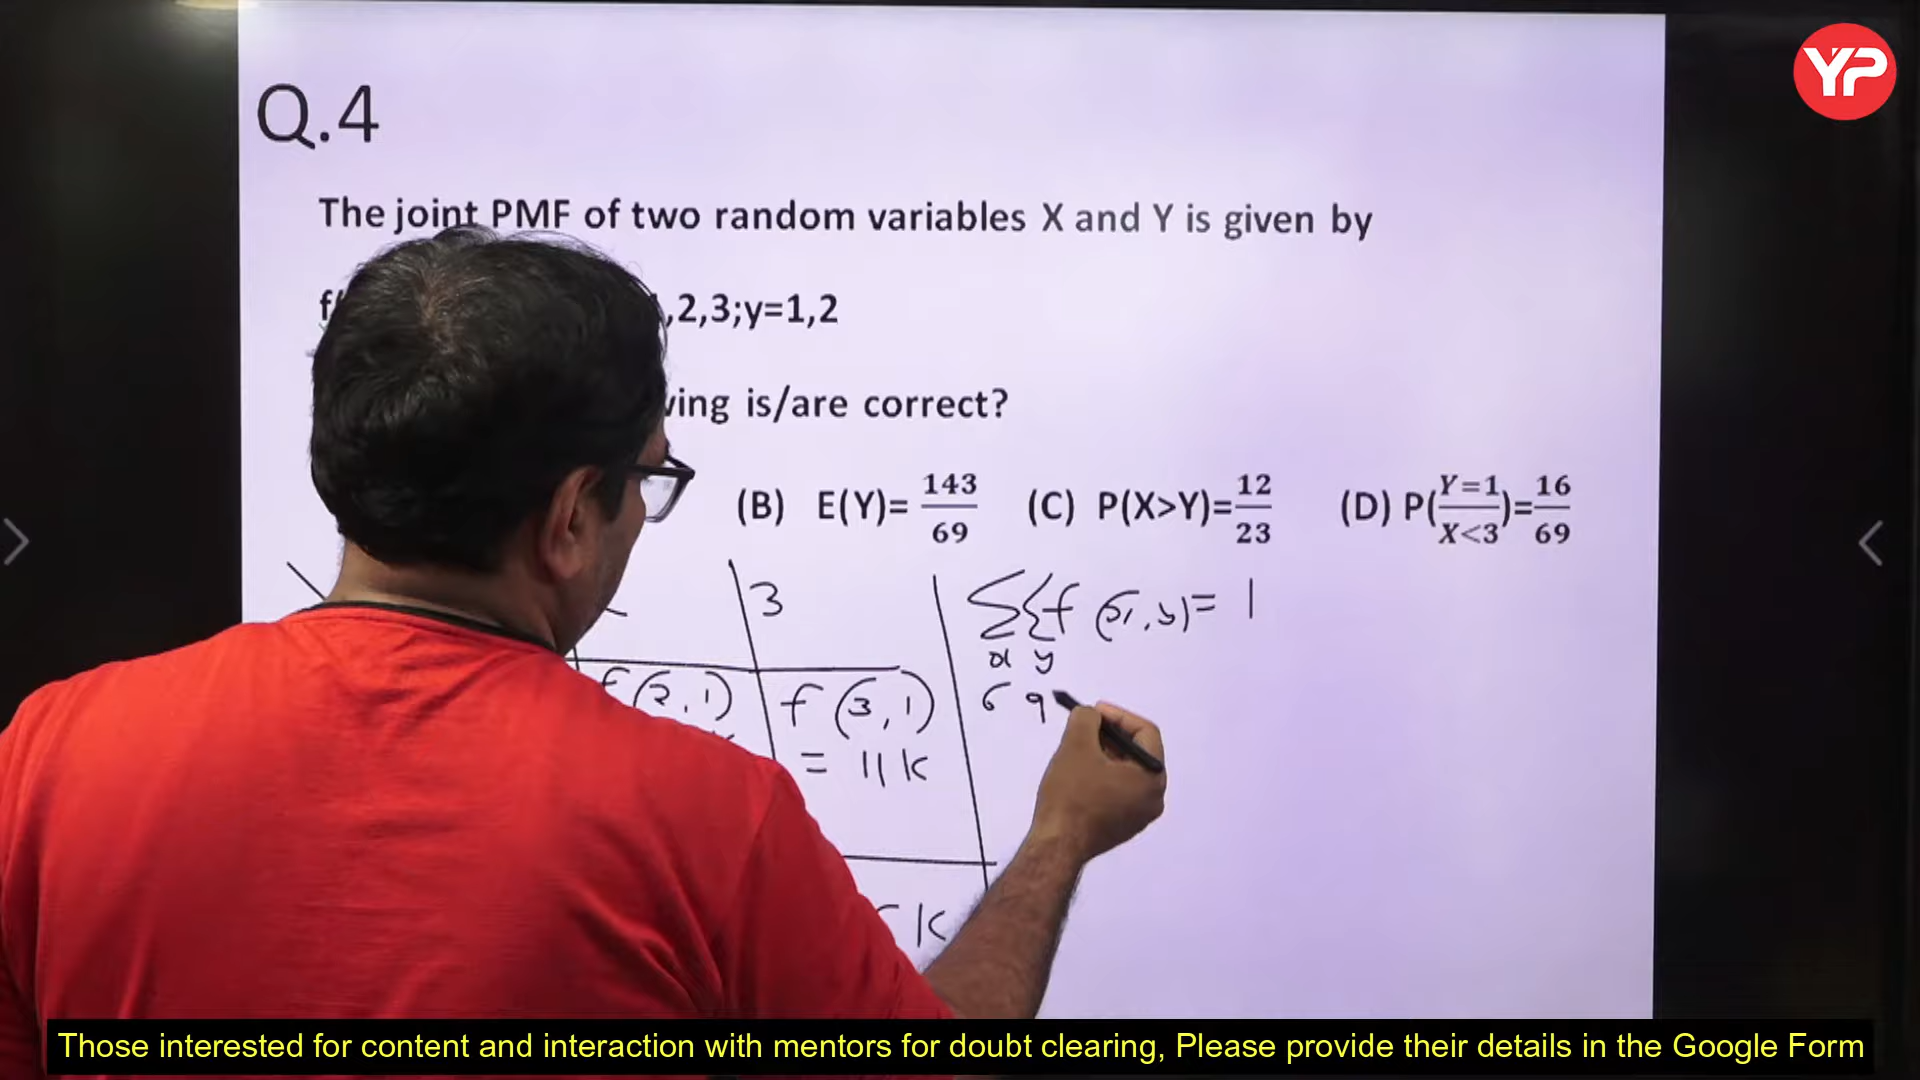 YP
Q.4
The joint PMF of two random variables X and Y is given by
,2,3;y=1,2
is/are correct?
(B) E(Y)= 143/69 (C) P(X>Y)=12/23 (D) P(Y=1/X<3)=16/69
3
ΣΣf(x,y)= 1
x y
f(2,1) f(3,1)
= 11k
69
k
Those interested for content and interaction with mentors for doubt clearing, Please provide their details in the Google Form